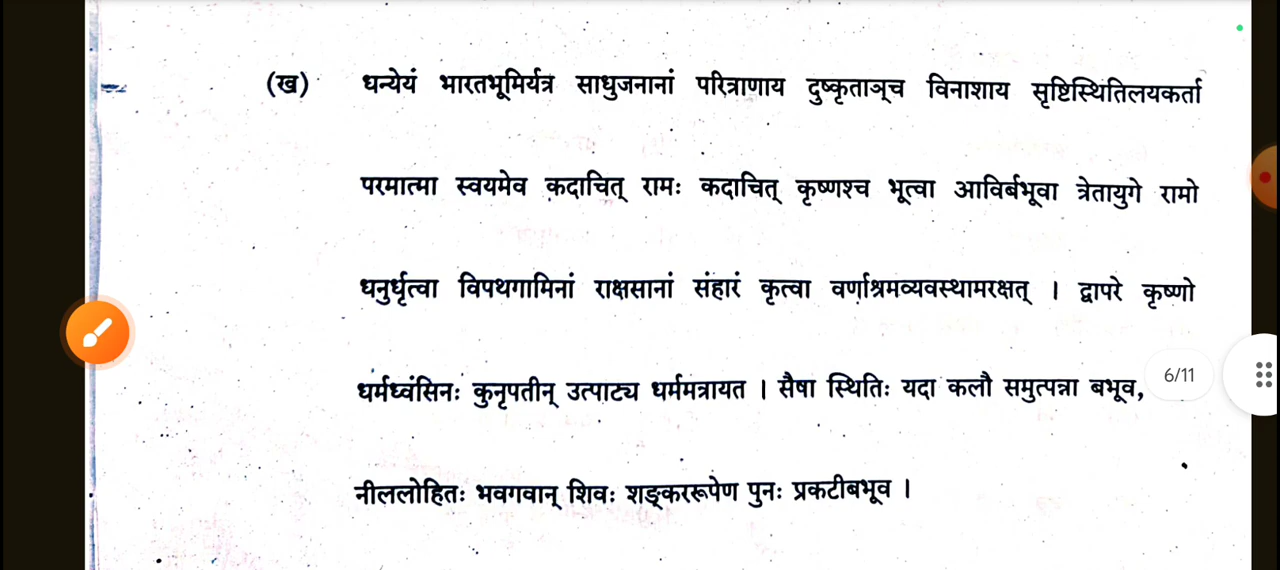 (ख) धन्येयं भारतभूमिर्यत्र साधुजनानां परित्राणाय दुष्कृताञ्च विनाशाय सृष्टिस्थितिलयकर्ता
परमात्मा स्वयमेव कदाचित् रामः कदाचित् कृष्णश्च भूत्वा आविर्बभूवा त्रेतायुगे रामो
धनुर्धृत्वा विपथगामिनां राक्षसानां संहारं कृत्वा वर्णाश्रमव्यवस्थामरक्षत् । द्वापरे कृष्णो
धर्मध्वंसिनः कुनृपतीन् उत्पाट्य धर्ममत्रायत । सैषा स्थितिः यदा कलौ समुत्पन्ना बभूव,
6/11
नीललोहितः भवगवान् शिवः शङ्कररूपेण पुनः प्रकटीबभूव ।